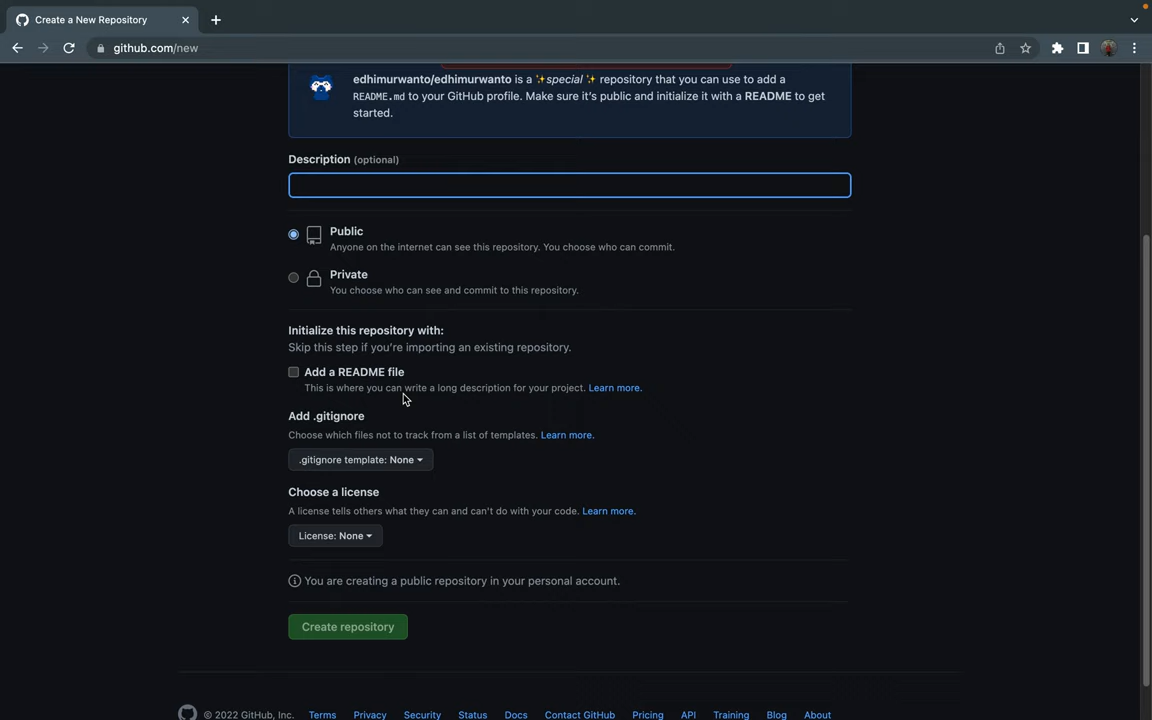 Create a New Repository
github.com/new
edhimurwanto/edhimurwanto is a ✨special ✨ repository that you can use to add a
README.md to your GitHub profile. Make sure it's public and initialize it with a README to get
started.
Description (optional)
Public
Anyone on the internet can see this repository. You choose who can commit.
Private
You choose who can see and commit to this repository.
Initialize this repository with:
Skip this step if you're importing an existing repository.
Add a README file
This is where you can write a long description for your project. Learn more.
Add .gitignore
Choose which files not to track from a list of templates. Learn more.
.gitignore template: None
Choose a license
A license tells others what they can and can't do with your code. Learn more.
License: None
You are creating a public repository in your personal account.
Create repository
© 2022 GitHub, Inc. Terms Privacy Security Status Docs Contact GitHub Pricing API Training Blog About